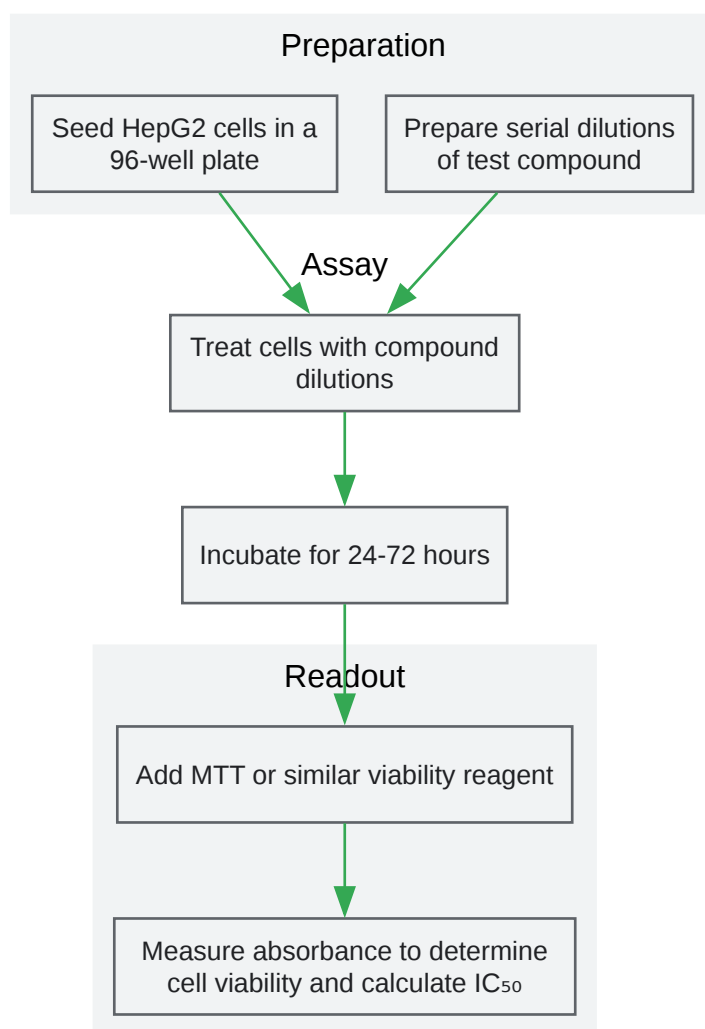 Preparation
Seed HepG2 cells in a
96-well plate
Prepare serial dilutions
of test compound
Assay
Treat cells with compound
dilutions
Incubate for 24-72 hours
Readout
Add MTT or similar viability reagent
Measure absorbance to determine
cell viability and calculate IC₅₀